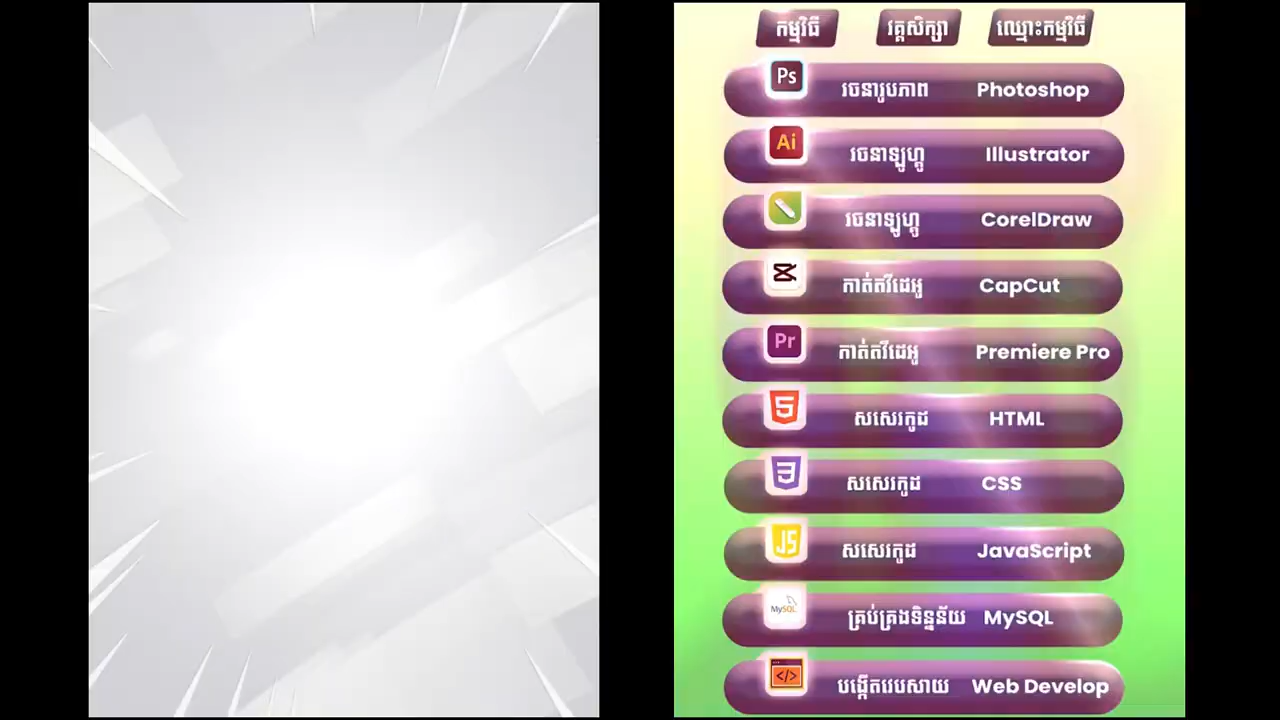 កម្មវិធី វគ្គសិក្សា ឈ្មោះកម្មវិធី
Ps រចនារូបភាព Photoshop
Ai រចនាឡូហ្គូ Illustrator
រចនាឡូហ្គូ CorelDraw
កាត់តវីដេអូ CapCut
Pr កាត់តវីដេអូ Premiere Pro
5 សសេរកូដ HTML
3 សសេរកូដ CSS
JS សសេរកូដ JavaScript
MySQL គ្រប់គ្រងទិន្នន័យ MySQL
</> បង្កើតវេបសាយ Web Develop